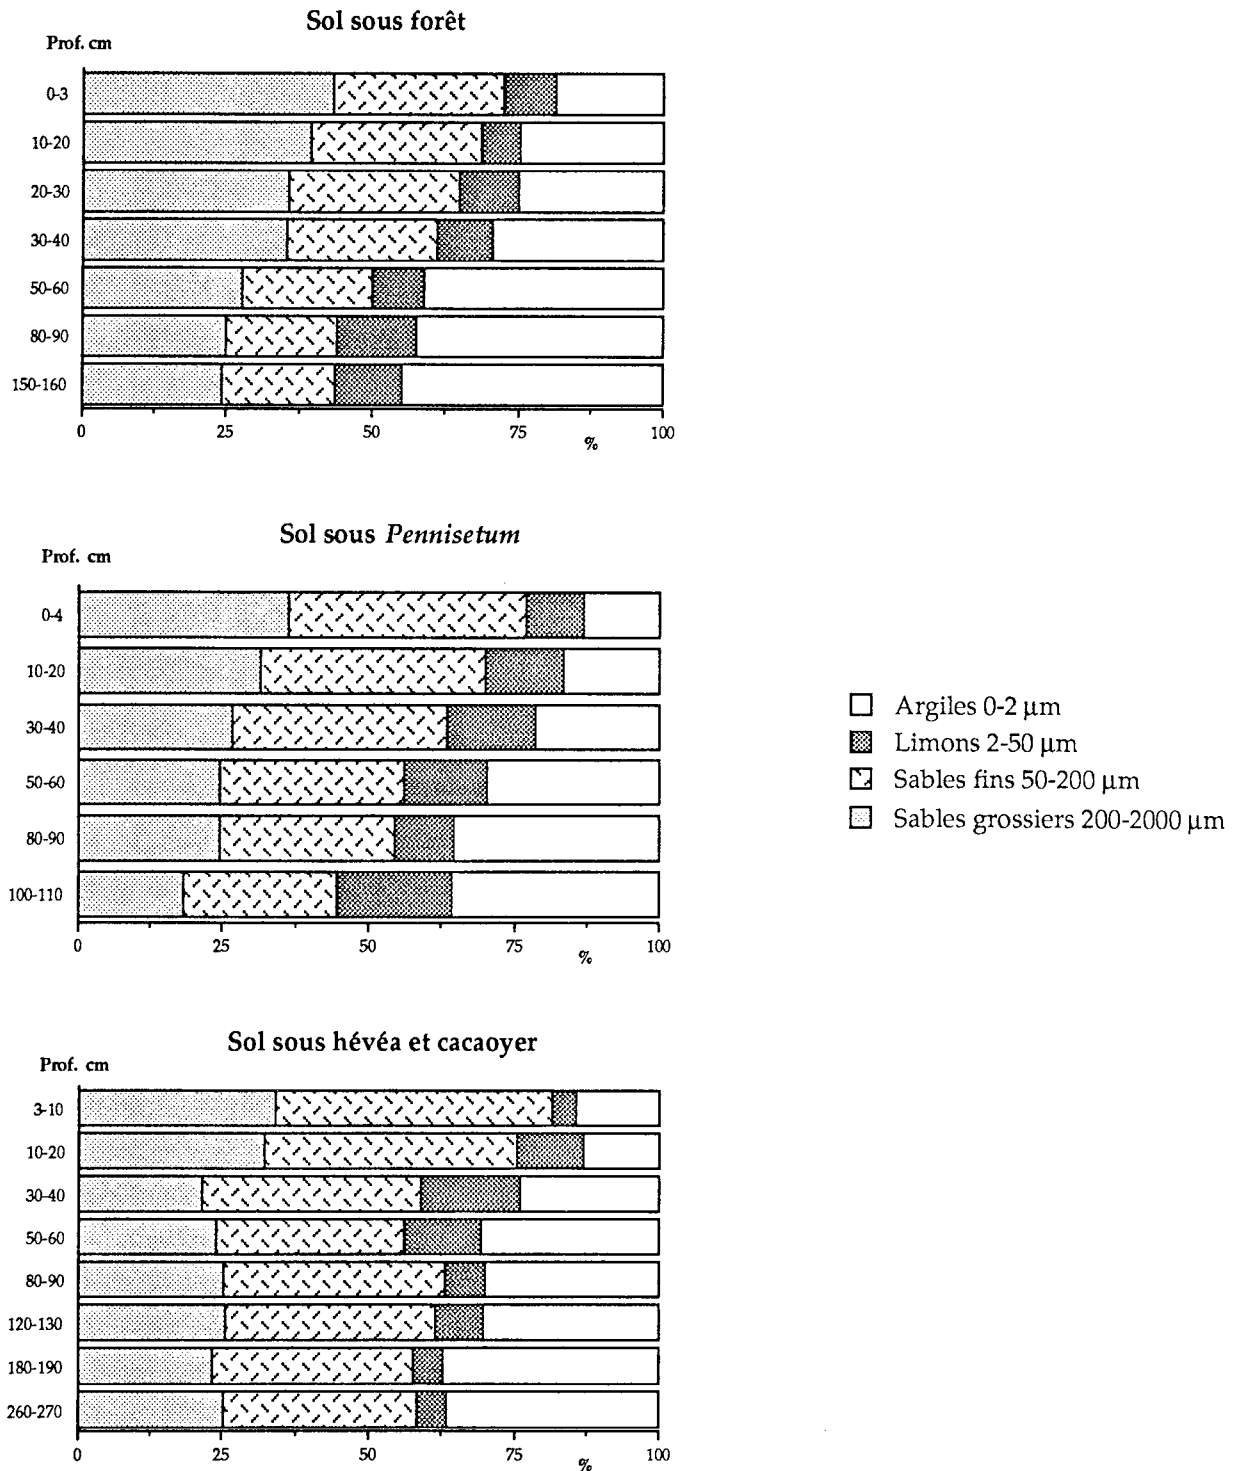 Sol sous forêt
Prof. cm
0-3
10-20
20-30
30-40
50-60
80-90
150-160
0 25 50 75 100
%
Sol sous Pennisetum
Prof. cm
0-4
10-20
30-40
50-60
80-90
100-110
0 25 50 75 100
%
Argiles 0-2 µm
Limons 2-50 µm
Sables fins 50-200 µm
Sables grossiers 200-2000 µm
Sol sous hévéa et cacaoyer
Prof. cm
3-10
10-20
30-40
50-60
80-90
120-130
180-190
260-270
0 25 50 75 100
%